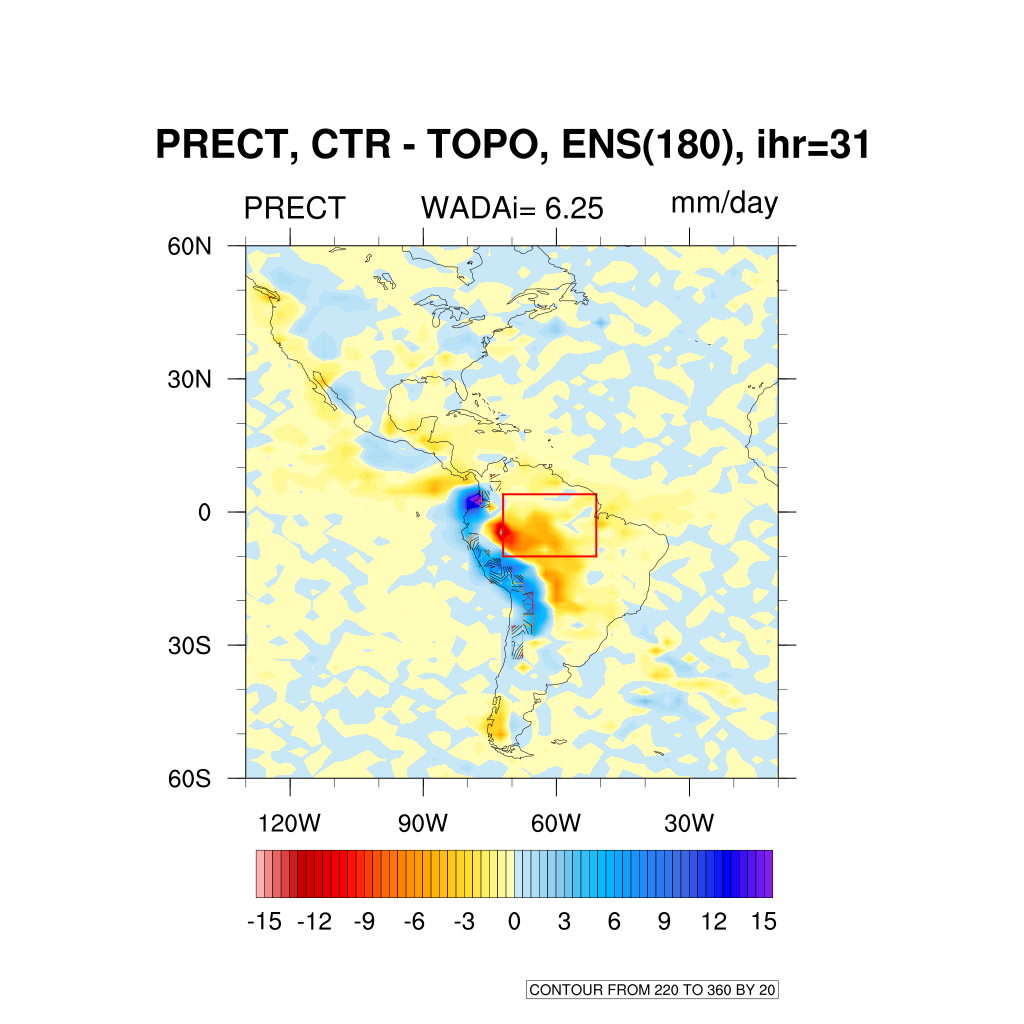 PRECT, CTR - TOPO, ENS(180), ihr=31
PRECT WADAi= 6.25 mm/day
60N
30N
0
30S
60S
120W 90W 60W 30W
-15 -12 -9 -6 -3 0 3 6 9 12 15
CONTOUR FROM 220 TO 360 BY 20